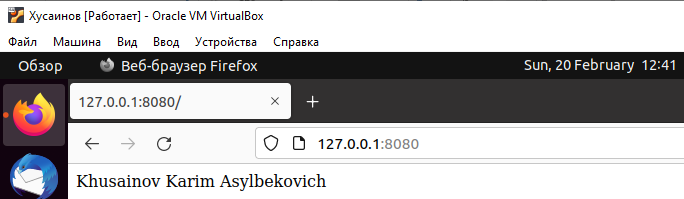 Хусаинов [Работает] - Oracle VM VirtualBox
Файл Машина Вид Ввод Устройства Справка
Обзор Веб-браузер Firefox Sun, 20 February 12:41
127.0.0.1:8080/
127.0.0.1:8080
Khusainov Karim Asylbekovich